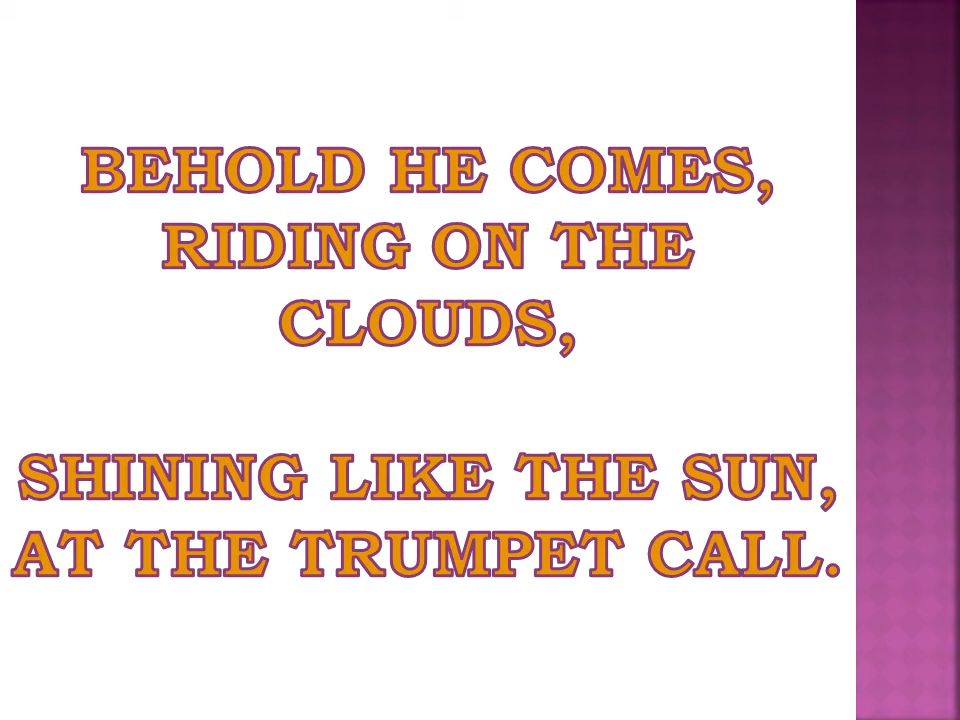 BEHOLD HE COMES,
RIDING ON THE
CLOUDS,
SHINING LIKE THE SUN,
AT THE TRUMPET CALL.